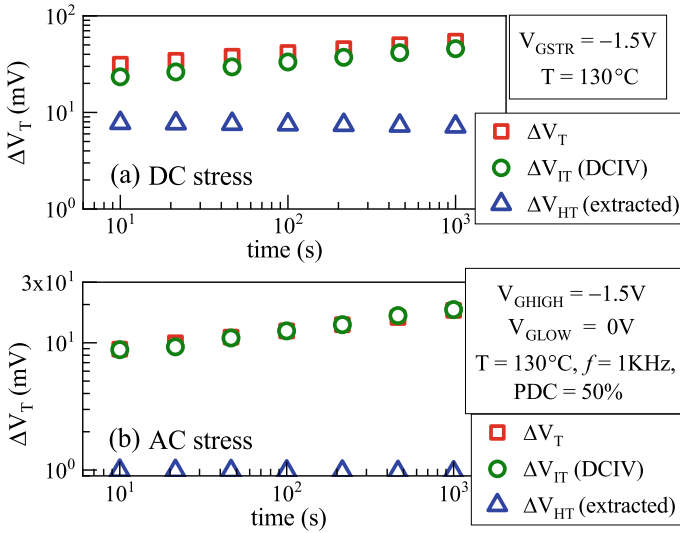 10²
10¹
10⁰
ΔV_T (mV)
(a) DC stress
10¹
10²
10³
time (s)
V_GSTR = –1.5V
T = 130°C
ΔV_T
ΔV_IT (DCIV)
ΔV_HT (extracted)
3x10¹
10¹
10⁰
ΔV_T (mV)
(b) AC stress
10¹
10²
10³
time (s)
V_GHIGH = –1.5V
V_GLOW = 0V
T = 130°C, f = 1KHz,
PDC = 50%
ΔV_T
ΔV_IT (DCIV)
ΔV_HT (extracted)